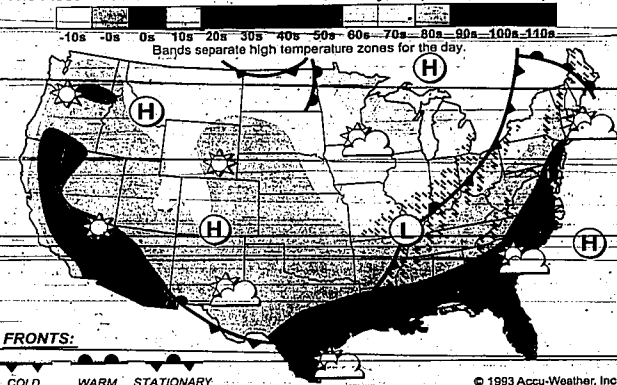 -10s -0s 0s 10s 20s 30s 40s 50s 60s 70s 80s 90s 100s 110s
Bands separate high temperature zones for the day.
H
H
H
L
H
FRONTS:
COLD WARM STATIONARY
© 1993 Accu-Weather, Inc